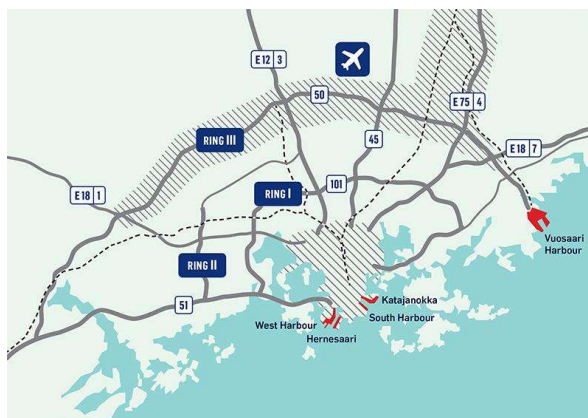 E12 3
50
E75 4
45
RING III
E18 7
E18 1
RING I
101
Vuosaari
Harbour
RING II
51
Katajanokka
South Harbour
West Harbour
Hernesaari